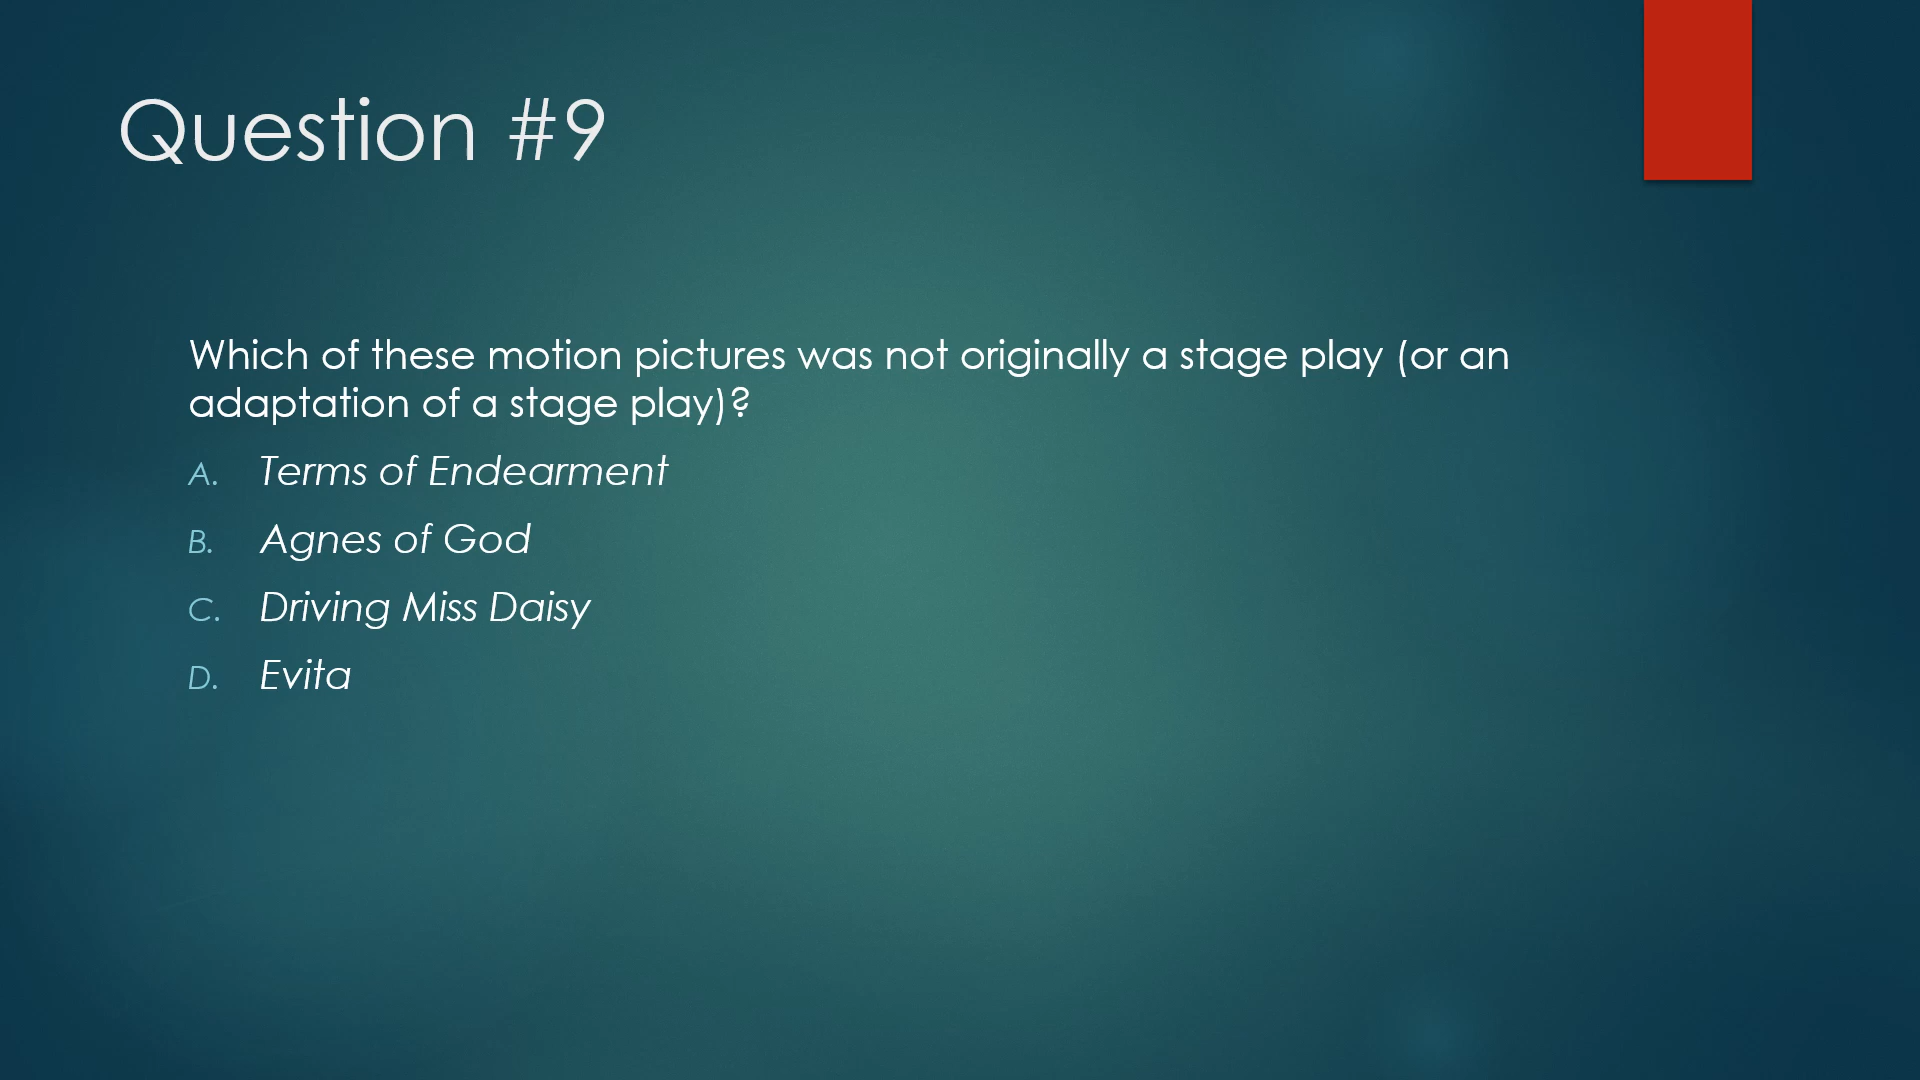 Question #9
Which of these motion pictures was not originally a stage play (or an
adaptation of a stage play)?
A. Terms of Endearment
B. Agnes of God
C. Driving Miss Daisy
D. Evita